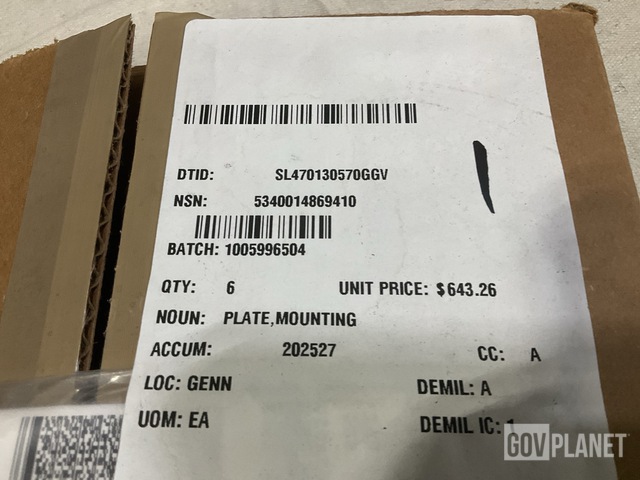 DTID: SL470130570GGV
NSN: 5340014869410
BATCH: 1005996504
QTY: 6 UNIT PRICE: $643.26
NOUN: PLATE,MOUNTING
ACCUM: 202527 CC: A
LOC: GENN DEMIL: A
UOM: EA DEMIL IC:
GOVPLANET